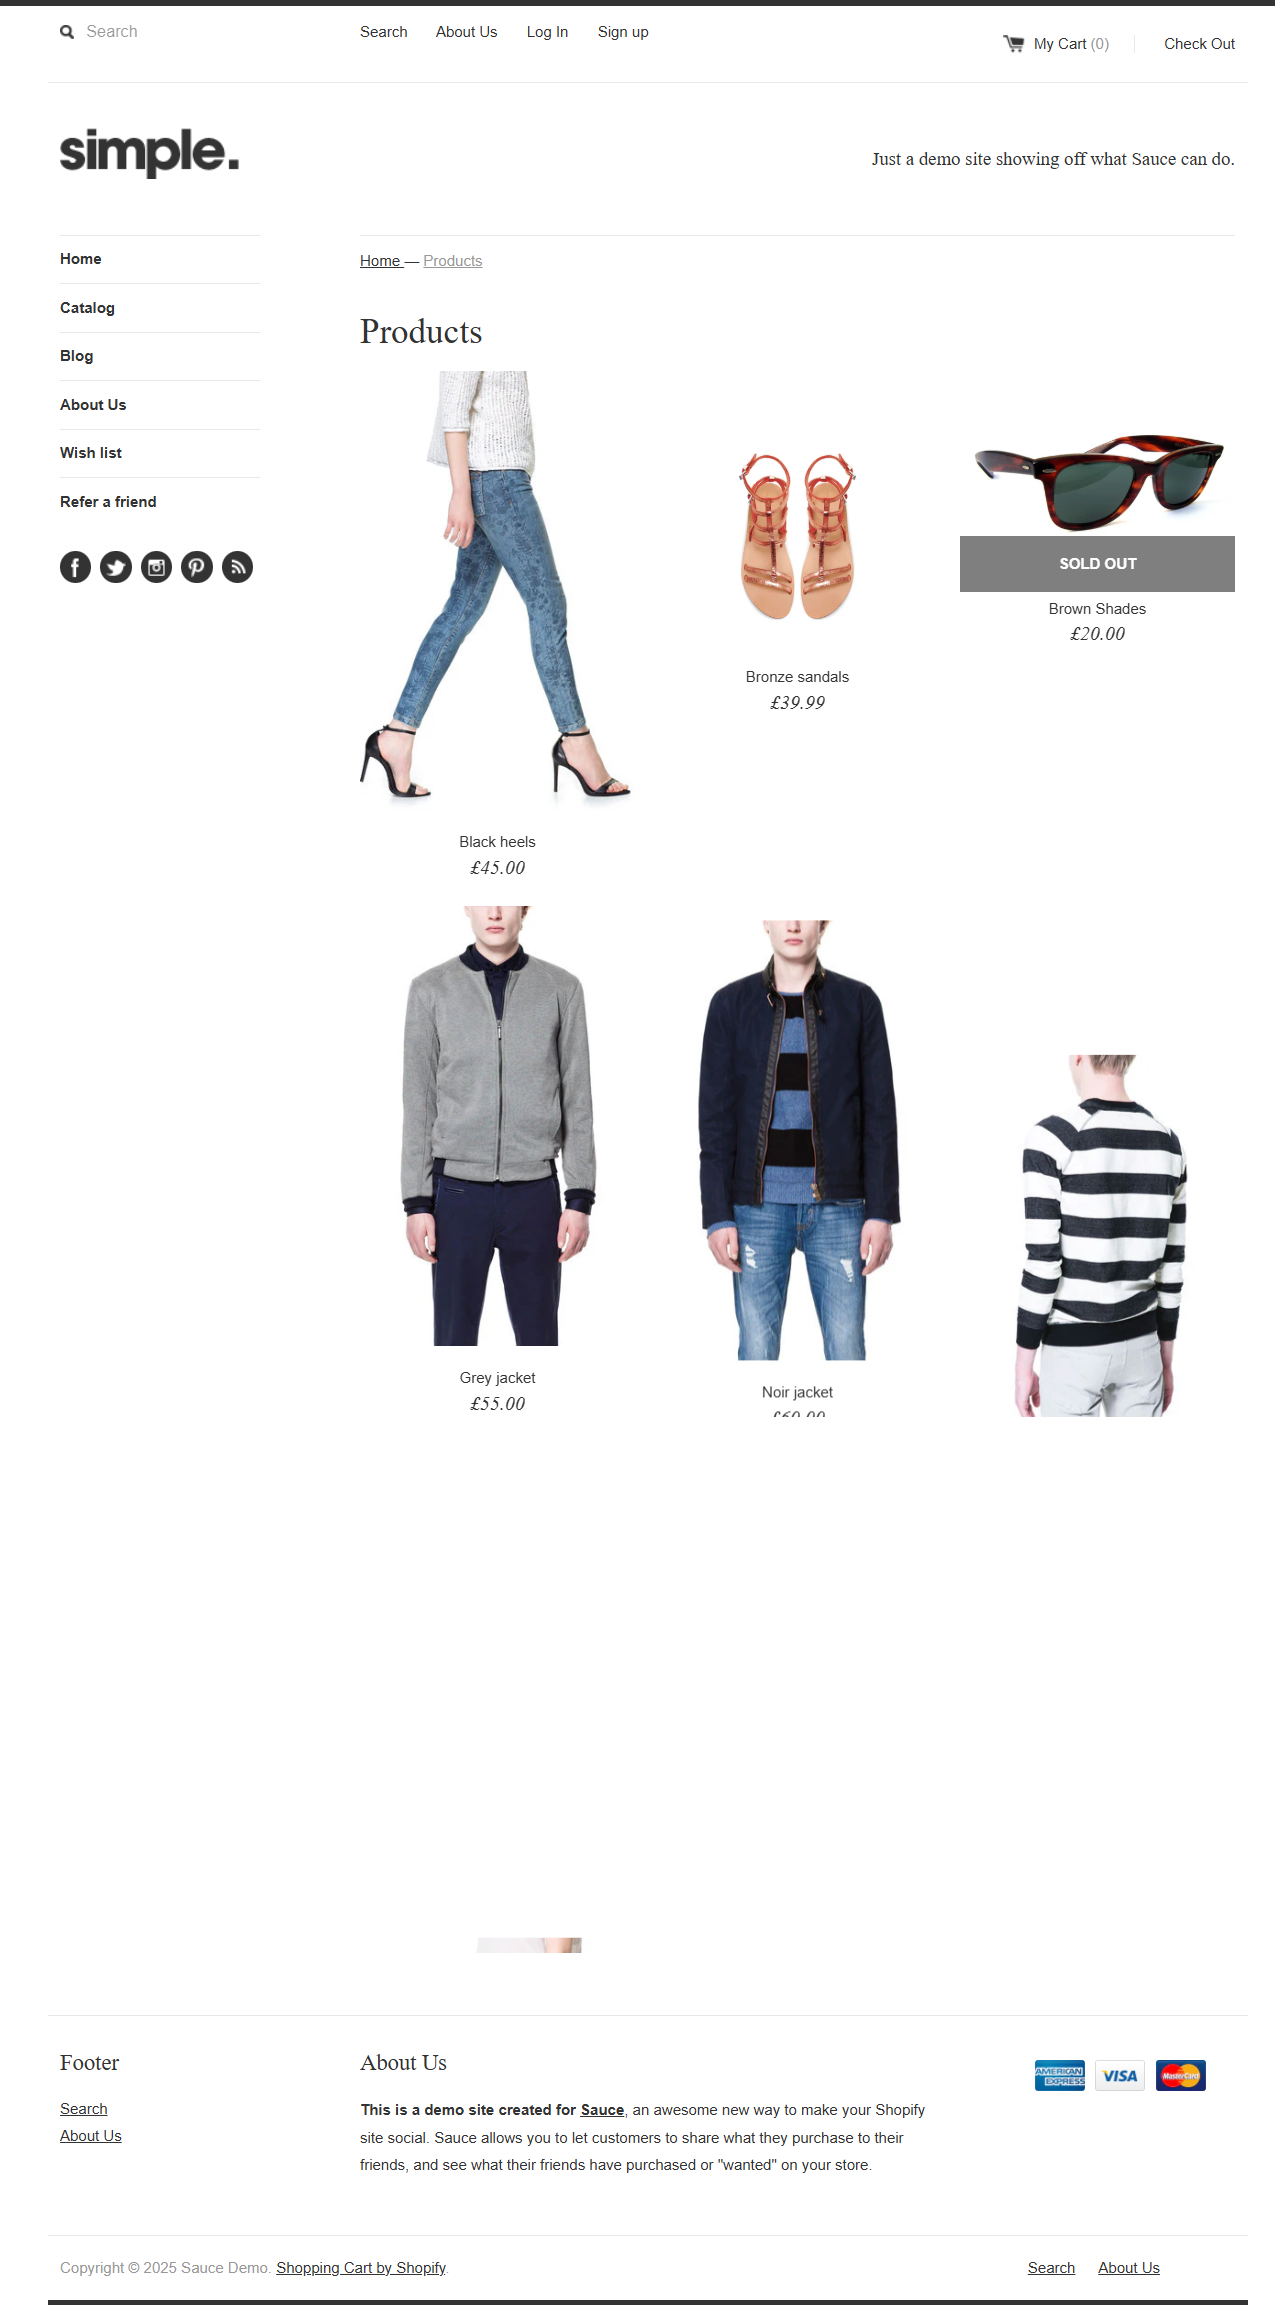 Search
Search About Us Log In Sign up
My Cart (0) Check Out
simple.
Just a demo site showing off what Sauce can do.
Home
Catalog
Blog
About Us
Wish list
Refer a friend
Home — Products
Products
SOLD OUT
Brown Shades
£20.00
Bronze sandals
£39.99
Black heels
£45.00
Grey jacket
£55.00
Noir jacket
£60.00
Footer
Search
About Us
About Us
This is a demo site created for Sauce, an awesome new way to make your Shopify
site social. Sauce allows you to let customers to share what they purchase to their
friends, and see what their friends have purchased or "wanted" on your store.
AMERICAN EXPRESS
VISA
MasterCard
Copyright © 2025 Sauce Demo. Shopping Cart by Shopify.
Search About Us